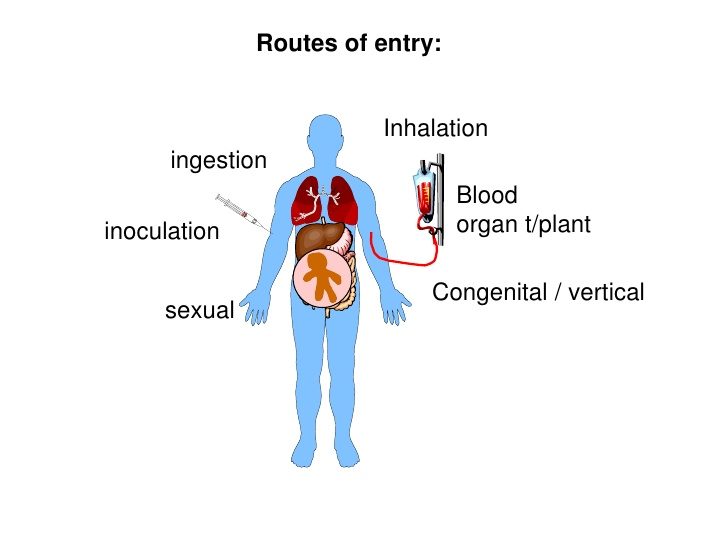 Routes of entry:
Inhalation
ingestion
Blood
organ t/plant
inoculation
Congenital / vertical
sexual